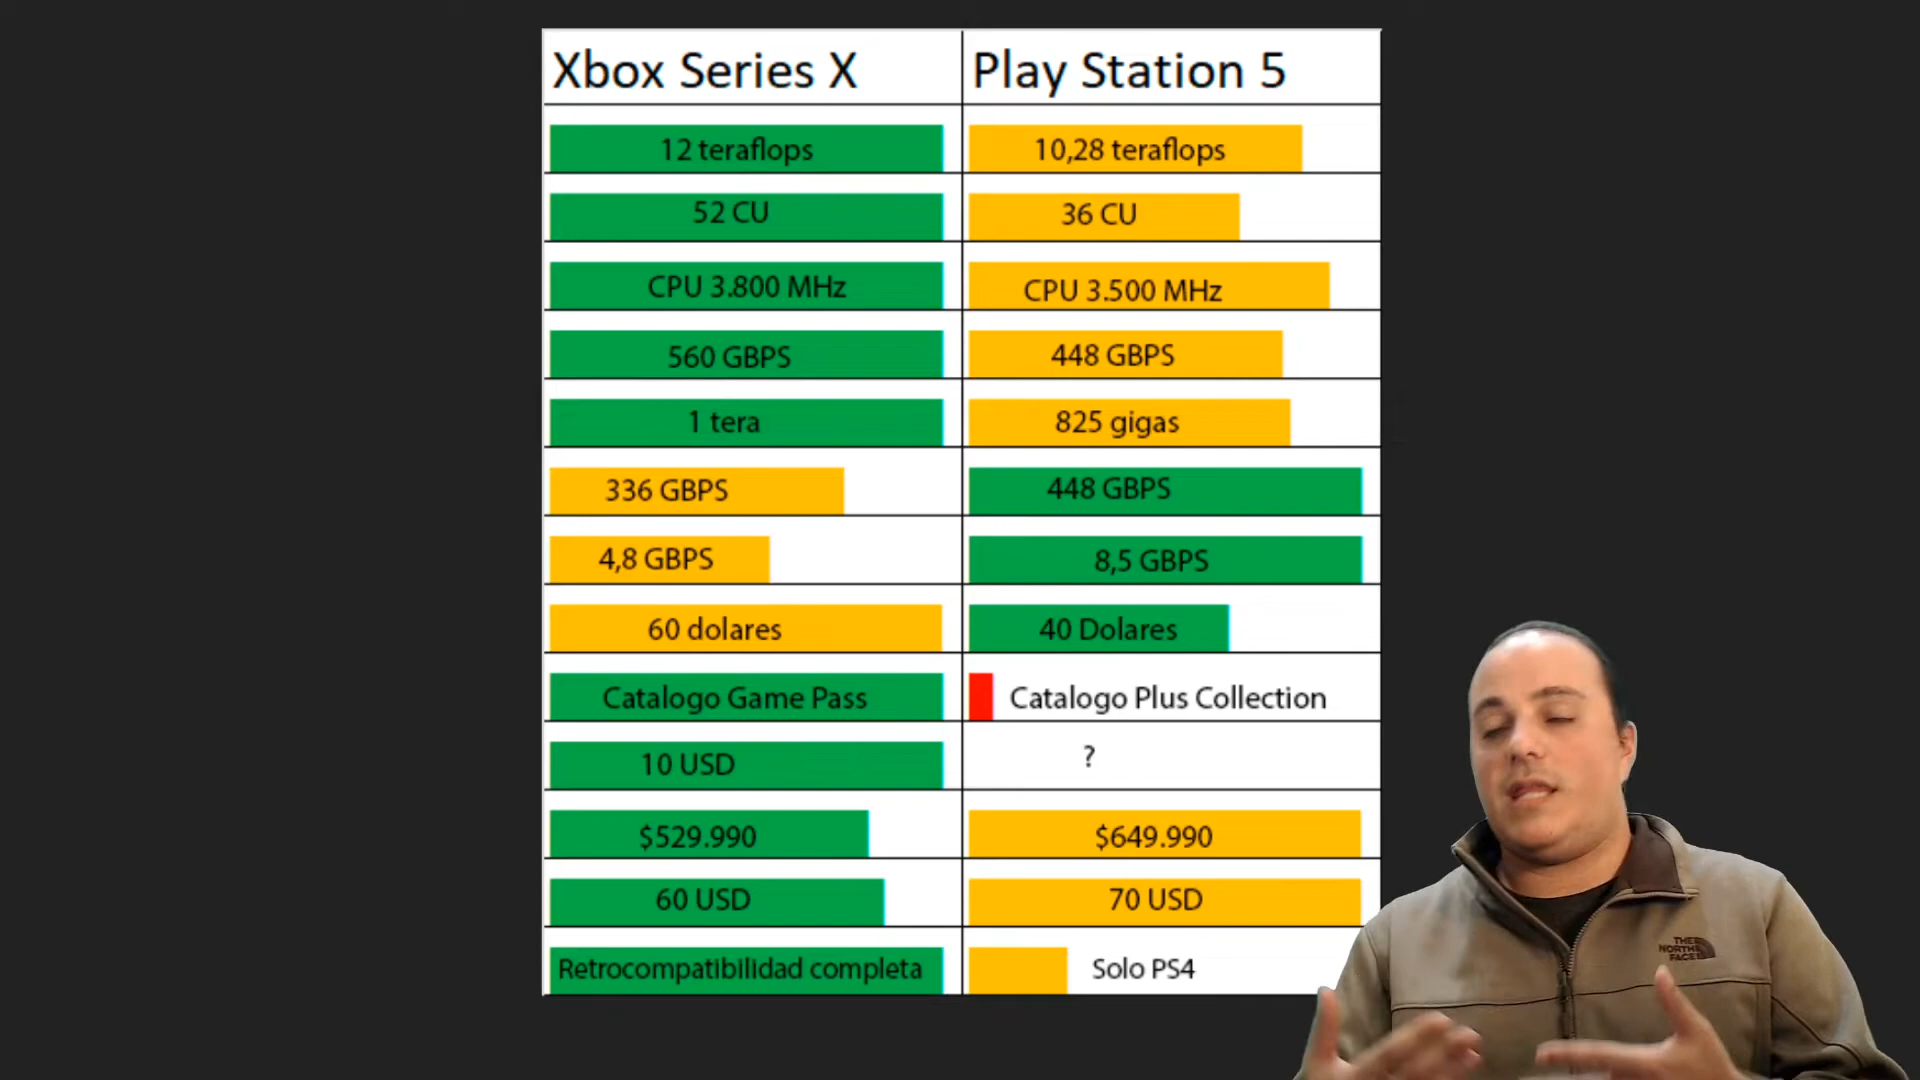 Xbox Series X Play Station 5
12 teraflops 10,28 teraflops
52 CU 36 CU
CPU 3.800 MHz CPU 3.500 MHz
560 GBPS 448 GBPS
1 tera 825 gigas
336 GBPS 448 GBPS
4,8 GBPS 8,5 GBPS
60 dolares 40 Dolares
Catalogo Game Pass Catalogo Plus Collection
10 USD ?
$529.990 $649.990
60 USD 70 USD
Retrocompatibilidad completa Solo PS4
THE
NORTH
FACE